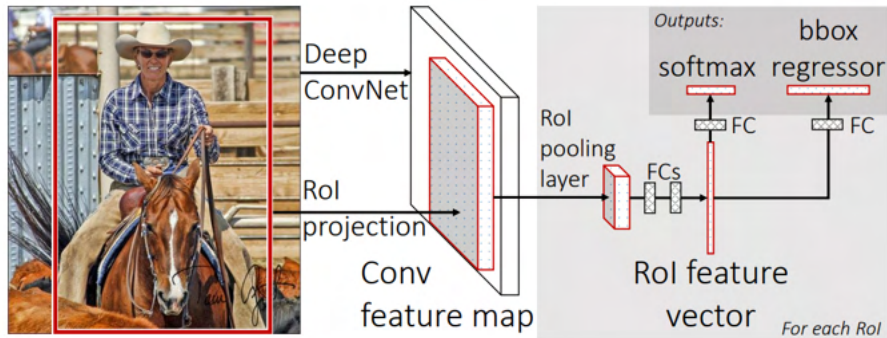 Deep
ConvNet
RoI
projection
Conv
feature map
RoI
pooling
layer
FCs
RoI feature
vector
For each RoI
Outputs:
softmax
bbox
regressor
FC
FC